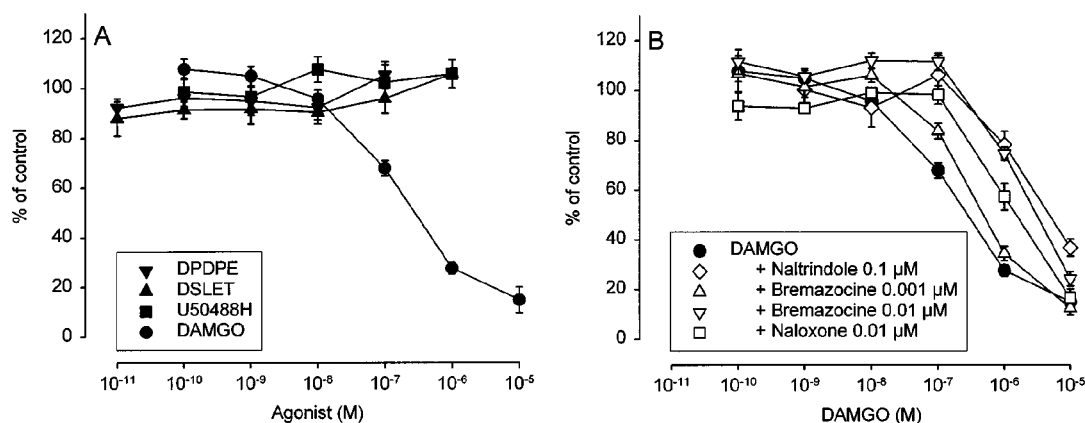 A
% of control
120
100
80
60
40
20
0
DPDPE
DSLET
U50488H
DAMGO
10-11
10-10
10-9
10-8
10-7
10-6
10-5
Agonist (M)
B
% of control
120
100
80
60
40
20
0
DAMGO
+ Naltrindole 0.1 µM
+ Bremazocine 0.001 µM
+ Bremazocine 0.01 µM
+ Naloxone 0.01 µM
10-11
10-10
10-9
10-8
10-7
10-6
10-5
DAMGO (M)